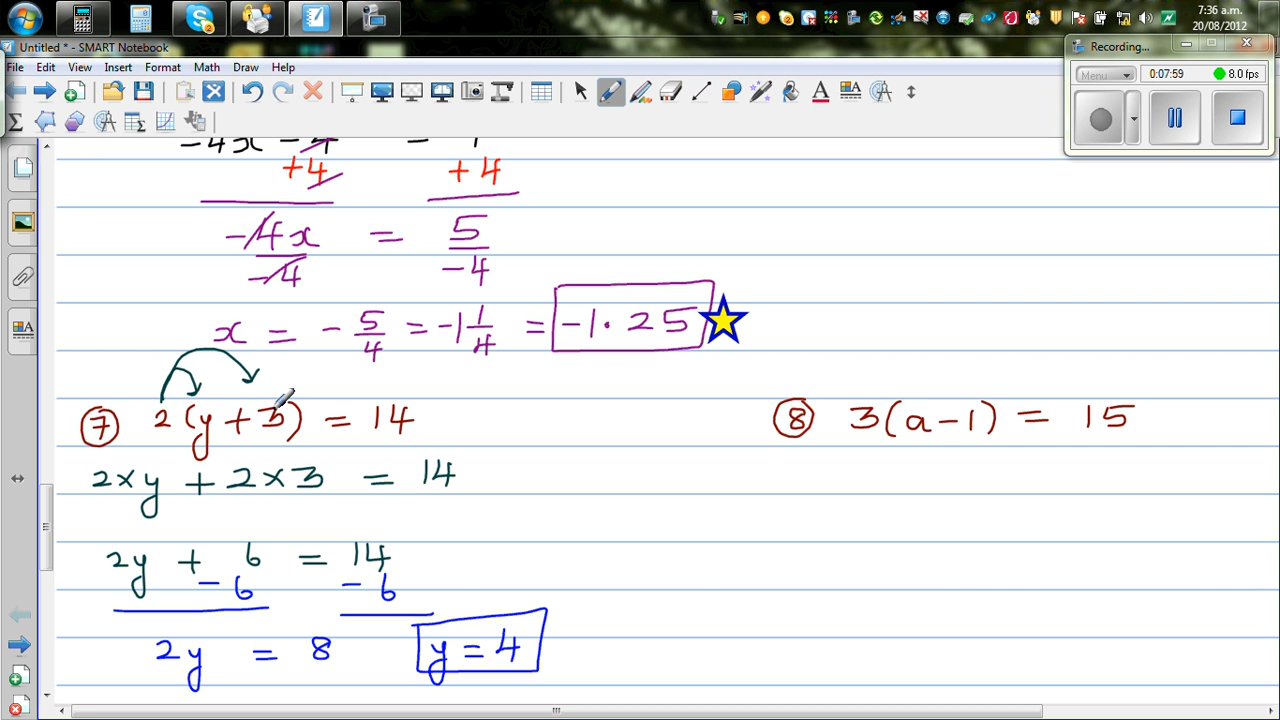 7:36 a.m.
20/08/2012
Untitled * - SMART Notebook
File Edit View Insert Format Math Draw Help
Recording...
Menu 0:07:59 8.0 fps
-4x - 4 = -1
+4 +4
-4x/-4 = 5/-4
x = - 5/4 = -1 1/4 = -1.25
⑦ 2(y + 3) = 14
⑧ 3(a - 1) = 15
2×y + 2×3 = 14
2y + 6 = 14
- 6 - 6
2y = 8 y = 4